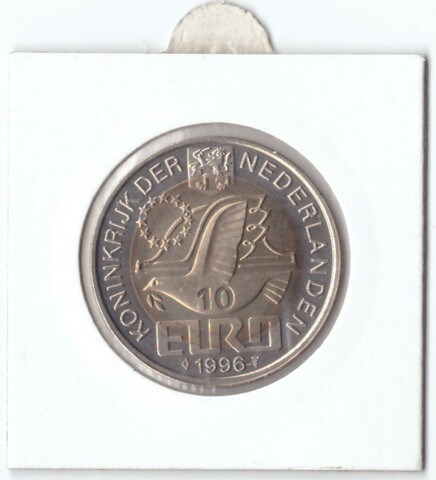 KONINKRIJK DER NEDERLANDEN
10
EURO
1996